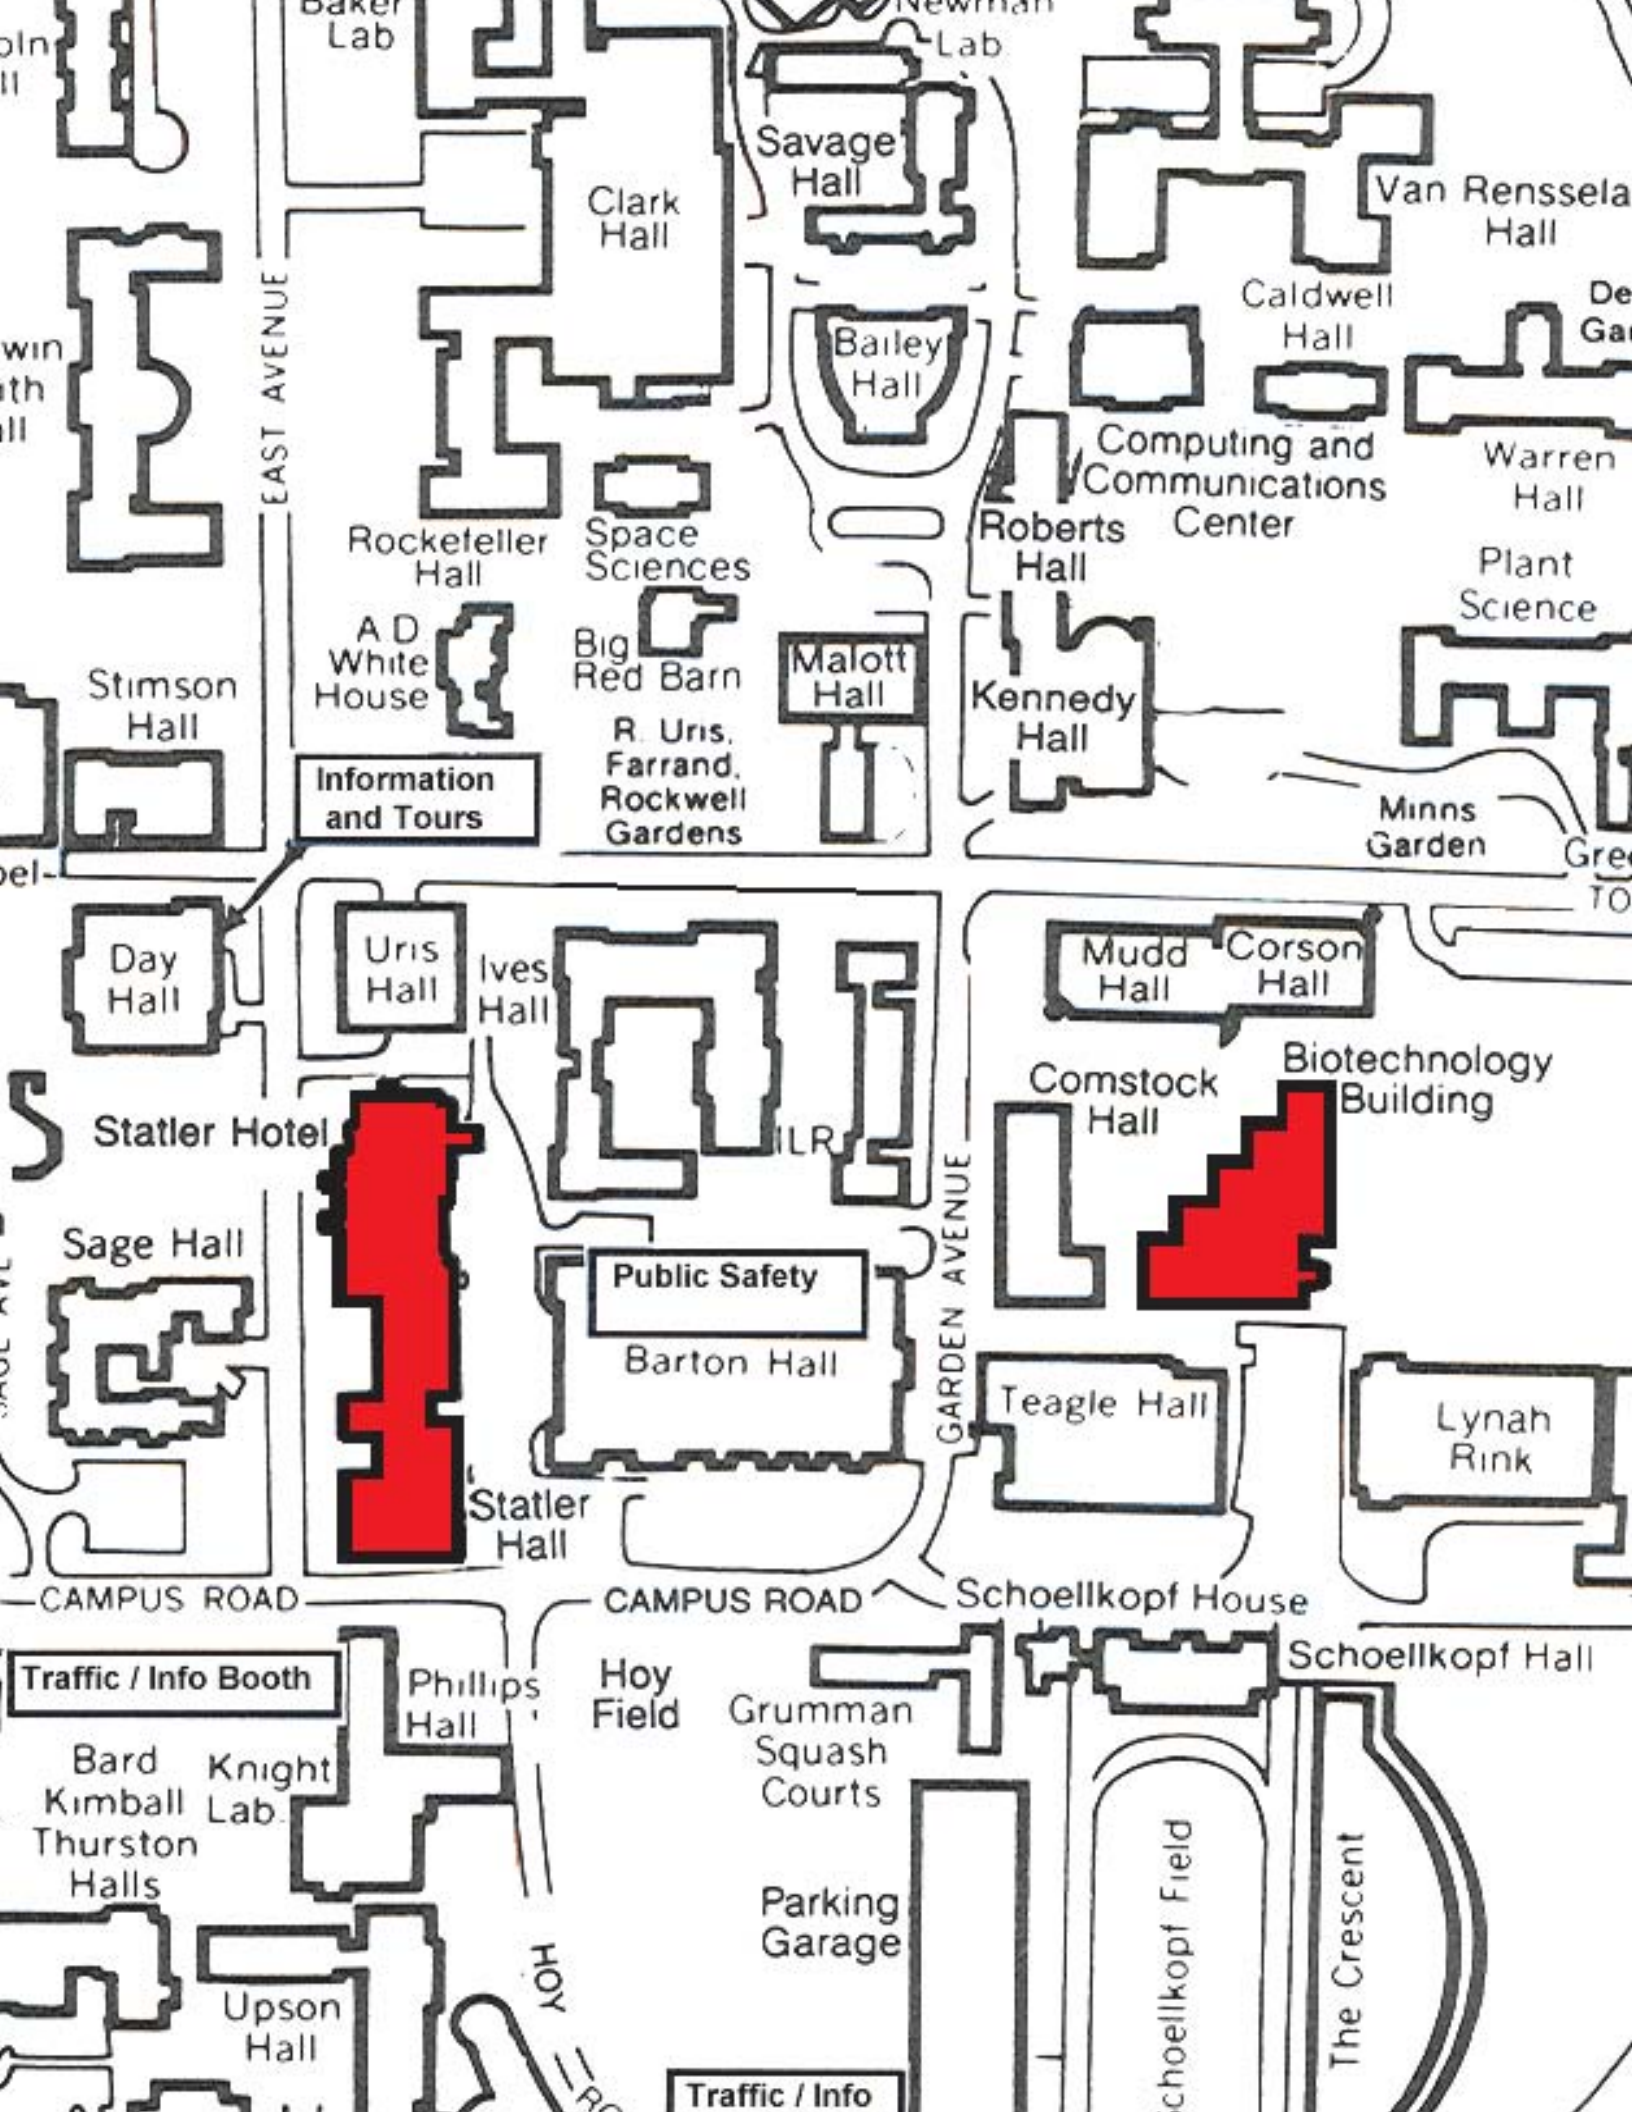 Baker
Lab
Newman
Lab
Savage
Hall
Clark
Hall
Van Renssela
Hall
EAST AVENUE
Caldwell
Hall
Bailey
Hall
Computing and
Communications
Center
Warren
Hall
Roberts
Hall
Rockefeller
Hall
Space
Sciences
Plant
Science
A D
White
House
Big
Red Barn
Malott
Hall
Kennedy
Hall
Stimson
Hall
R. Uris,
Farrand,
Rockwell
Gardens
Information
and Tours
Minns
Garden
Day
Hall
Uris
Hall
Ives
Hall
Mudd
Hall
Corson
Hall
Biotechnology
Building
Comstock
Hall
Statler Hotel
ILR
Sage Hall
Public Safety
Barton Hall
GARDEN AVENUE
Teagle Hall
Lynah
Rink
Statler
Hall
CAMPUS ROAD
CAMPUS ROAD
Schoellkopf House
Schoellkopf Hall
Traffic / Info Booth
Phillips
Hall
Hoy
Field
Grumman
Squash
Courts
Bard
Kimball
Thurston
Halls
Knight
Lab.
Parking
Garage
choellkopf Field
The Crescent
HOY
Upson
Hall
Traffic / Info